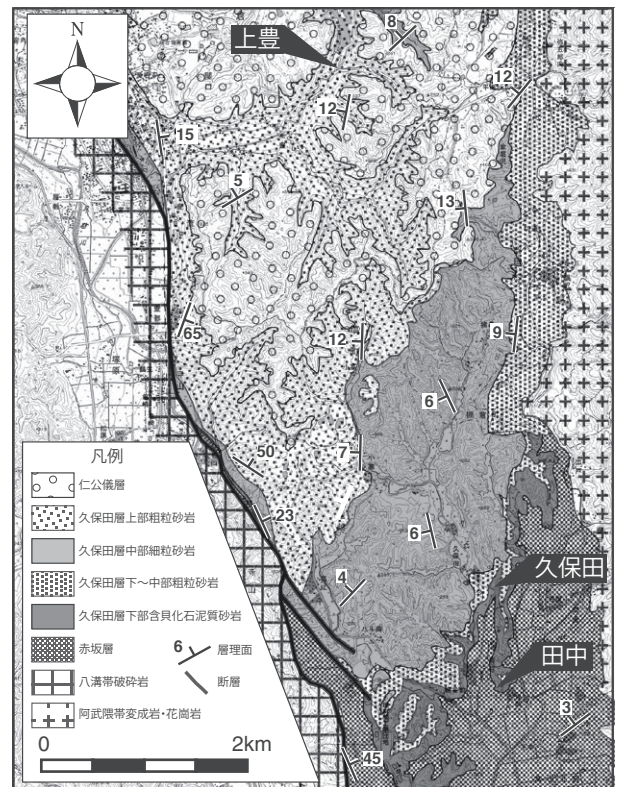 N
上豊
8
12
12
15
5
13
65
12
9
6
7
50
23
6
4
久保田
田中
3
45
凡例
仁公儀層
久保田層上部粗粒砂岩
久保田層中部細粒砂岩
久保田層下〜中部粗粒砂岩
久保田層下部含貝化石泥質砂岩
赤坂層 6 層理面
八溝帯破砕岩 断層
阿武隈帯変成岩・花崗岩
0 2km